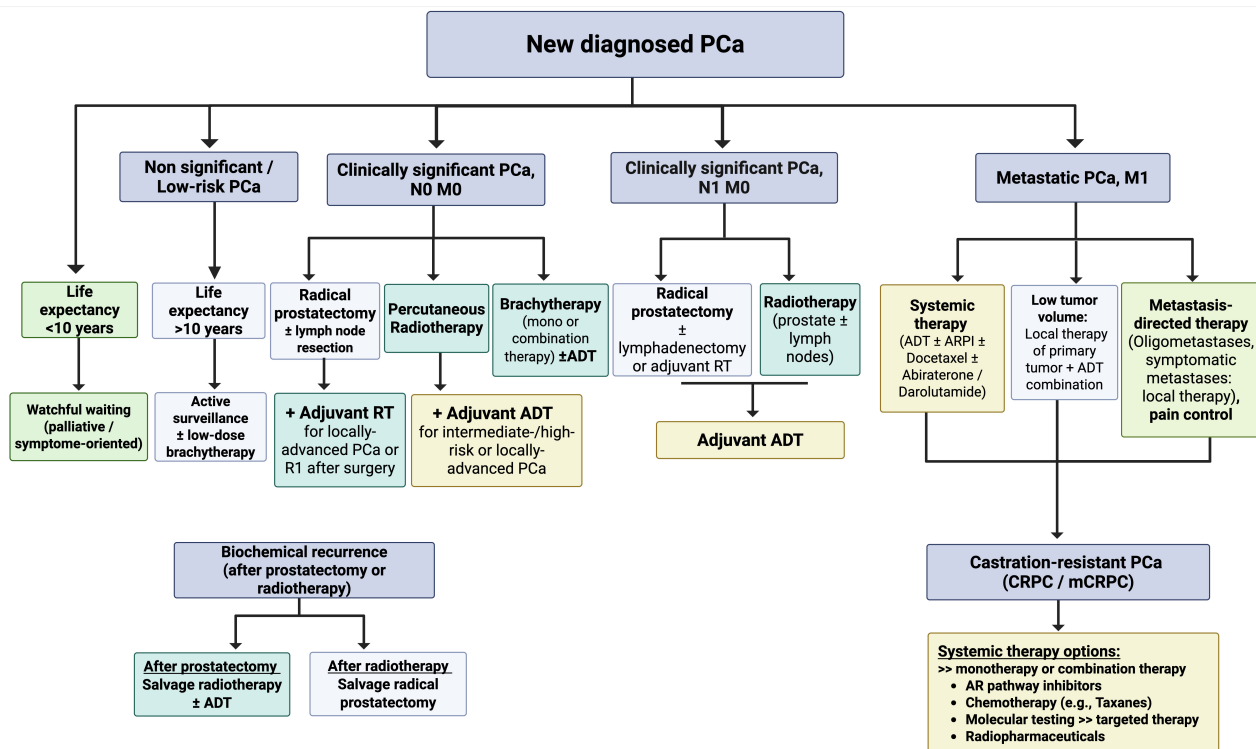 New diagnosed PCa
Non significant /
Low-risk PCa
Clinically significant PCa,
N0 M0
Clinically significant PCa,
N1 M0
Metastatic PCa, M1
Life
expectancy
<10 years
Life
expectancy
>10 years
Radical
prostatectomy
± lymph node
resection
Percutaneous
Radiotherapy
Brachytherapy
(mono or
combination
therapy) ±ADT
Radical
prostatectomy
±
lymphadenectomy
or adjuvant RT
Radiotherapy
(prostate ±
lymph
nodes)
Systemic
therapy
(ADT ± ARPI ±
Docetaxel ±
Abiraterone /
Darolutamide)
Low tumor
volume:
Local therapy
of primary
tumor + ADT
combination
Metastasis-
directed therapy
(Oligometastases,
symptomatic
metastases:
local therapy),
pain control
Watchful waiting
(palliative /
symptome-oriented)
Active
surveillance
± low-dose
brachytherapy
+ Adjuvant RT
for locally-
advanced PCa or
R1 after surgery
+ Adjuvant ADT
for intermediate-/high-
risk or locally-
advanced PCa
Adjuvant ADT
Biochemical recurrence
(after prostatectomy or
radiotherapy)
After prostatectomy
Salvage radiotherapy
± ADT
After radiotherapy
Salvage radical
prostatectomy
Castration-resistant PCa
(CRPC / mCRPC)
Systemic therapy options:
>> monotherapy or combination therapy
• AR pathway inhibitors
• Chemotherapy (e.g., Taxanes)
• Molecular testing >> targeted therapy
• Radiopharmaceuticals